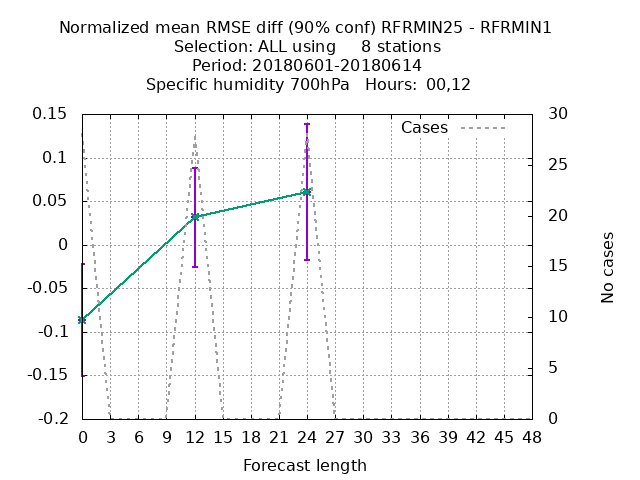 Normalized mean RMSE diff (90% conf) RFRMIN25 - RFRMIN1
Selection: ALL using     8 stations
Period: 20180601-20180614
Specific humidity 700hPa   Hours:  00,12
Cases
0.15
0.1
0.05
0
-0.05
-0.1
-0.15
-0.2
30
25
20
15
10
5
0
No cases
0 3 6 9 12 15 18 21 24 27 30 33 36 39 42 45 48
Forecast length